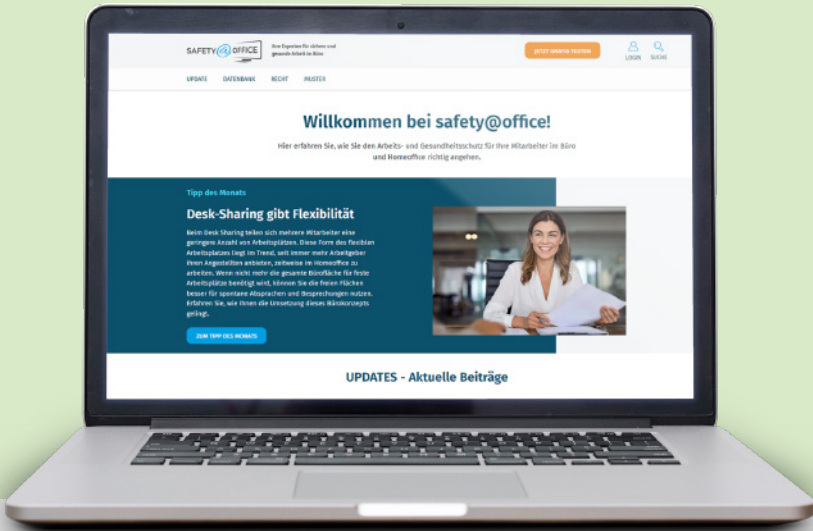 SAFETY@OFFICE
Ihre Experten für sichere und
gesunde Arbeit im Büro
JETZT GRATIS TESTEN
LOGIN SUCHE
UPDATE DATENBANK RECHT MUSTER
Willkommen bei safety@office!
Hier erfahren Sie, wie Sie den Arbeits- und Gesundheitsschutz für Ihre Mitarbeiter im Büro
und Homeoffice richtig angehen.
Tipp des Monats
Desk-Sharing gibt Flexibilität
Beim Desk Sharing teilen sich mehrere Mitarbeiter eine
geringere Anzahl von Arbeitsplätzen. Diese Form des flexiblen
Arbeitsplatzes liegt im Trend, seit immer mehr Arbeitgeber
ihren Angestellten anbieten, zeitweise im Homeoffice zu
arbeiten. Wenn nicht mehr die gesamte Bürofläche für feste
Arbeitsplätze benötigt wird, können Sie die freien Flächen
besser für spontane Absprachen und Besprechungen nutzen.
Erfahren Sie, wie Ihnen die Umsetzung dieses Bürokonzepts
gelingt.
ZUM TIPP DES MONATS
UPDATES - Aktuelle Beiträge